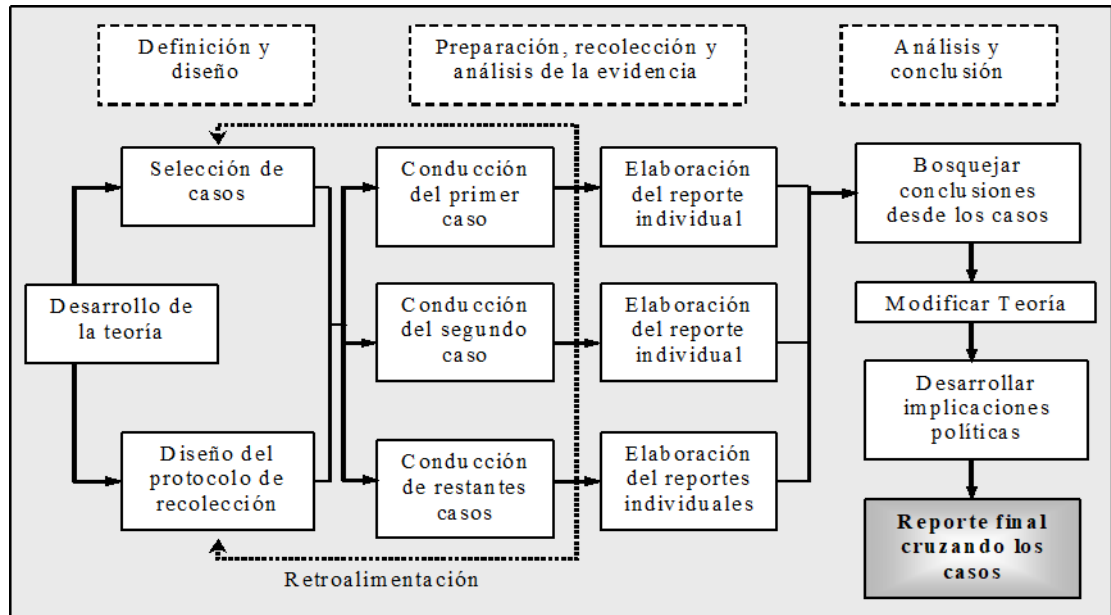 Definición y
diseño
Preparación, recolección y
análisis de la evidencia
Análisis y
conclusión
Selección de
casos
Desarrollo de
la teoría
Diseño del
protocolo de
recolección
Conducción
del primer
caso
Conducción
del segundo
caso
Conducción
de restantes
casos
Elaboración
del reporte
individual
Elaboración
del reporte
individual
Elaboración
del reportes
individuales
Bosquejar
conclusiones
desde los casos
Modificar Teoría
Desarrollar
implicaciones
políticas
Reporte final
cruzando los
casos
Retroalimentación